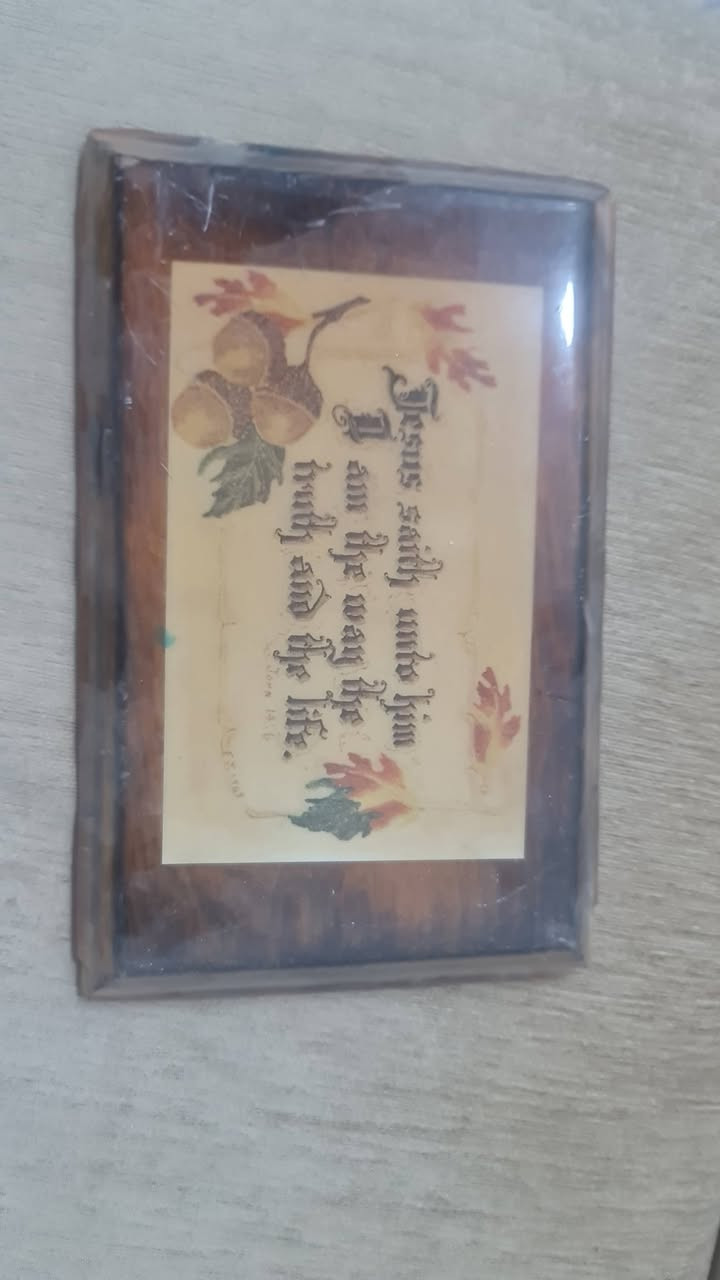 Jesus saith unto him
I am the way the
truth and the life.
John 14:6